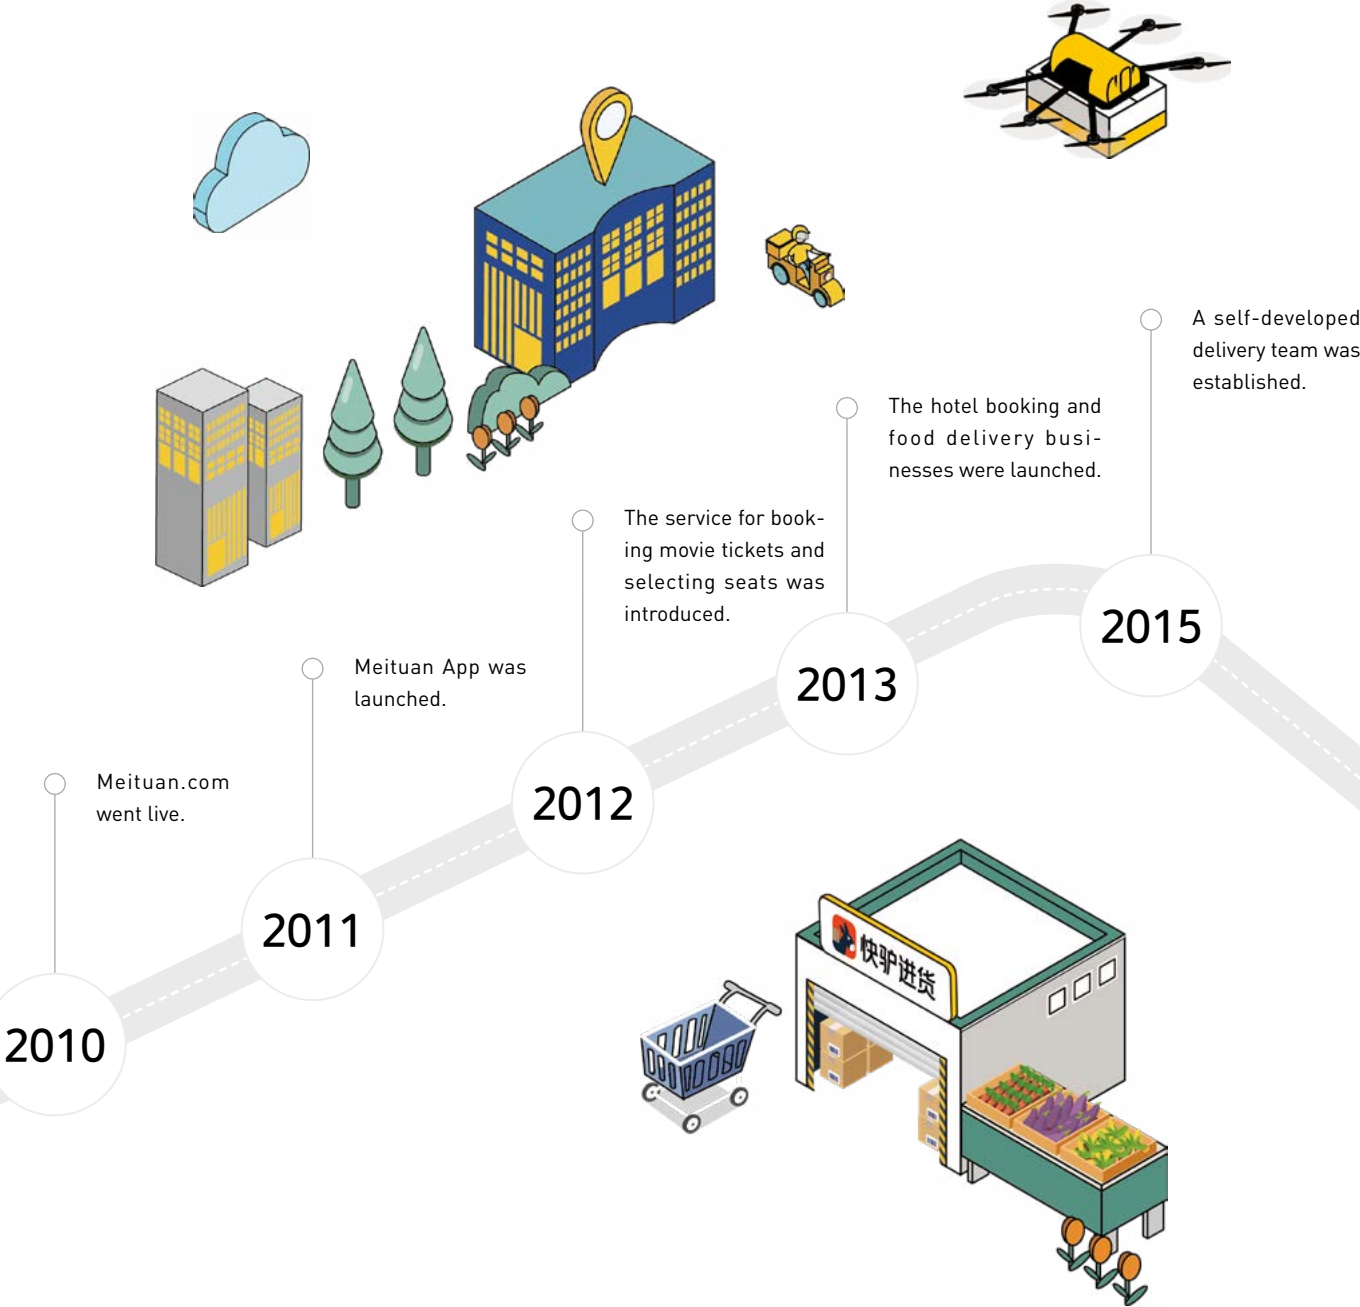 A self-developed
delivery team was
established.
The hotel booking and
food delivery busi-
nesses were launched.
The service for book-
ing movie tickets and
selecting seats was
introduced.
2015
Meituan App was
launched.
2013
Meituan.com
went live.
2012
2011
快驴进货
2010